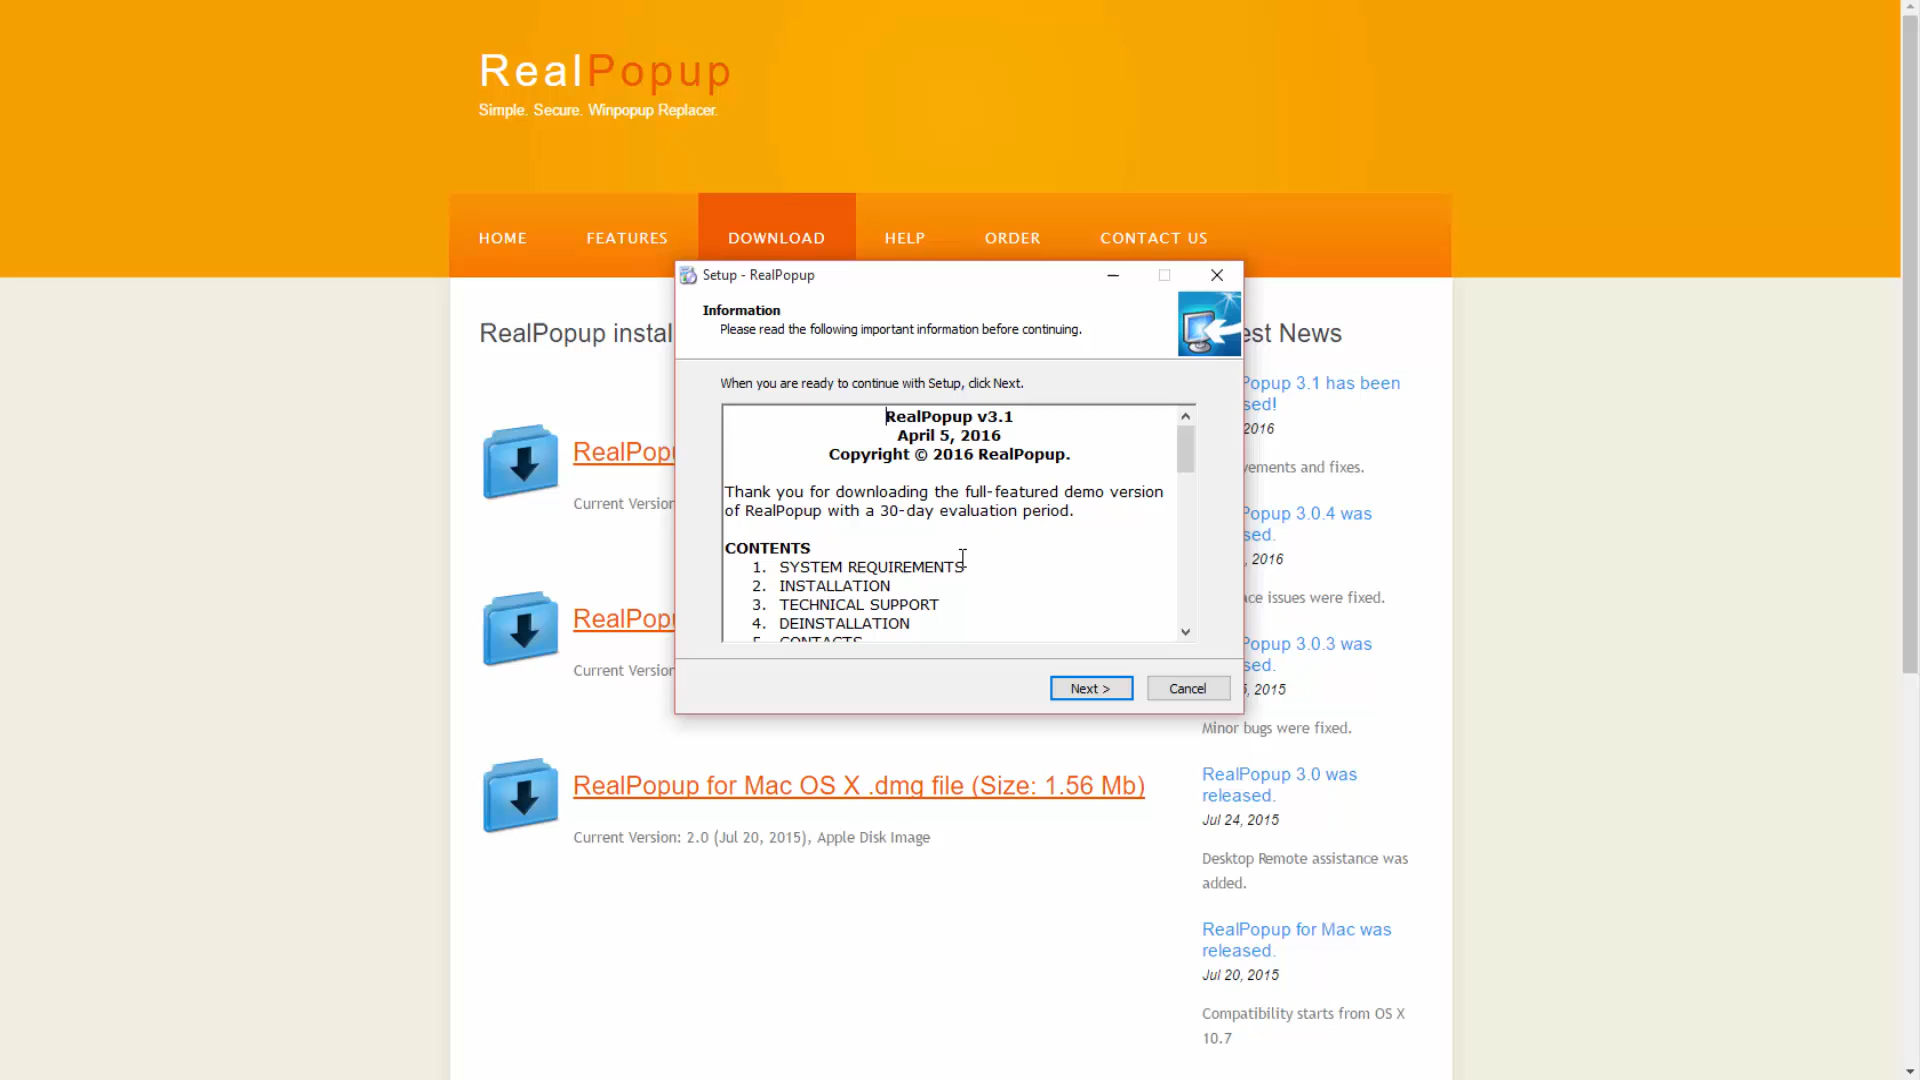 RealPopup
Simple. Secure. Winpopup Replacer.
HOME FEATURES DOWNLOAD HELP ORDER CONTACT US
Setup - RealPopup
Information
Please read the following important information before continuing.
When you are ready to continue with Setup, click Next.
RealPopup v3.1
April 5, 2016
Copyright © 2016 RealPopup.
Thank you for downloading the full-featured demo version
of RealPopup with a 30-day evaluation period.
CONTENTS
1. SYSTEM REQUIREMENTS
2. INSTALLATION
3. TECHNICAL SUPPORT
4. DEINSTALLATION
5. CONTACTS
Next >
Cancel
RealPopup instal
RealPopu
Current Version
RealPopu
Current Version
RealPopup for Mac OS X .dmg file (Size: 1.56 Mb)
Current Version: 2.0 (Jul 20, 2015), Apple Disk Image
est News
Popup 3.1 has been
sed!
2016
vements and fixes.
Popup 3.0.4 was
sed.
, 2016
ace issues were fixed.
Popup 3.0.3 was
sed.
5, 2015
Minor bugs were fixed.
RealPopup 3.0 was
released.
Jul 24, 2015
Desktop Remote assistance was
added.
RealPopup for Mac was
released.
Jul 20, 2015
Compatibility starts from OS X
10.7